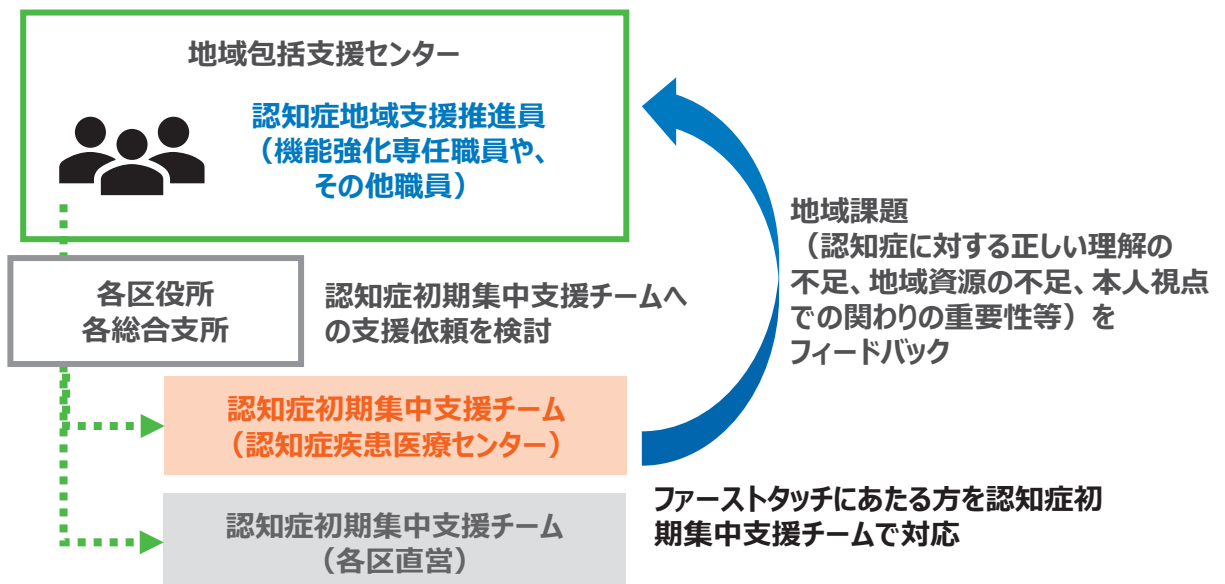 地域包括支援センター
認知症地域支援推進員
（機能強化専任職員や、
その他職員）
各区役所
各総合支所
認知症初期集中支援チームへ
の支援依頼を検討
地域課題
（認知症に対する正しい理解の
不足、地域資源の不足、本人視点
での関わりの重要性等）を
フィードバック
認知症初期集中支援チーム
（認知症疾患医療センター）
ファーストタッチにあたる方を認知症初
期集中支援チームで対応
認知症初期集中支援チーム
（各区直営）